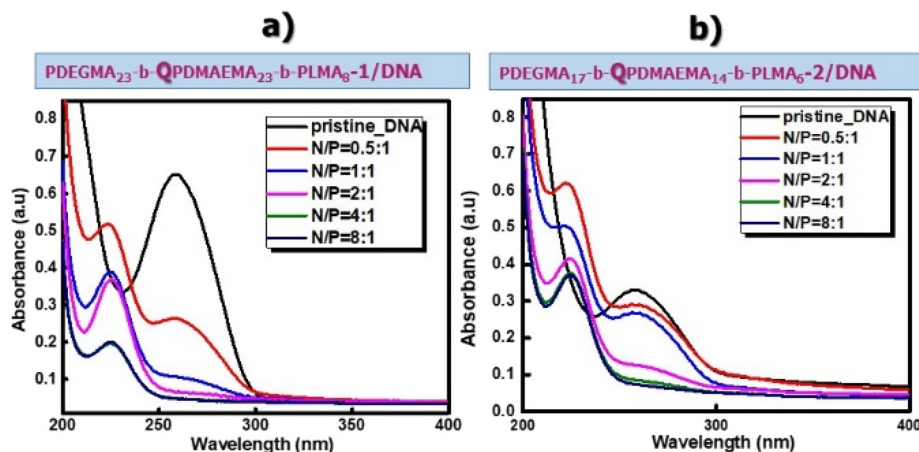 a)
PDEGMA23-b-QPDMAEMA23-b-PLMA8-1/DNA
0.8
0.7
0.6
0.5
0.4
0.3
0.2
0.1
Absorbance (a.u)
pristine_DNA
N/P=0.5:1
N/P=1:1
N/P=2:1
N/P=4:1
N/P=8:1
200 250 300 350 400
Wavelength (nm)
b)
PDEGMA17-b-QPDMAEMA14-b-PLMA6-2/DNA
0.8
0.7
0.6
0.5
0.4
0.3
0.2
0.1
0.0
Absorbance (a.u)
pristine_DNA
N/P=0.5:1
N/P=1:1
N/P=2:1
N/P=4:1
N/P=8:1
200 300 400
Wavelength (nm)